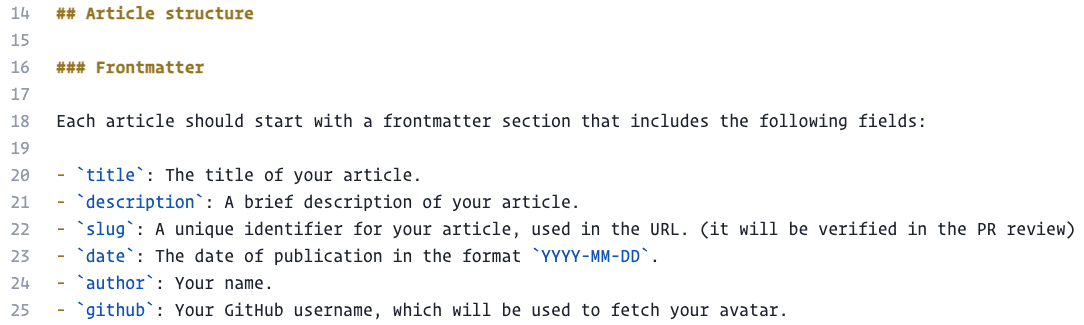 14 ## Article structure
15
16 ### Frontmatter
17
18 Each article should start with a frontmatter section that includes the following fields:
19
20 - `title`: The title of your article.
21 - `description`: A brief description of your article.
22 - `slug`: A unique identifier for your article, used in the URL. (it will be verified in the PR review)
23 - `date`: The date of publication in the format `YYYY-MM-DD`.
24 - `author`: Your name.
25 - `github`: Your GitHub username, which will be used to fetch your avatar.